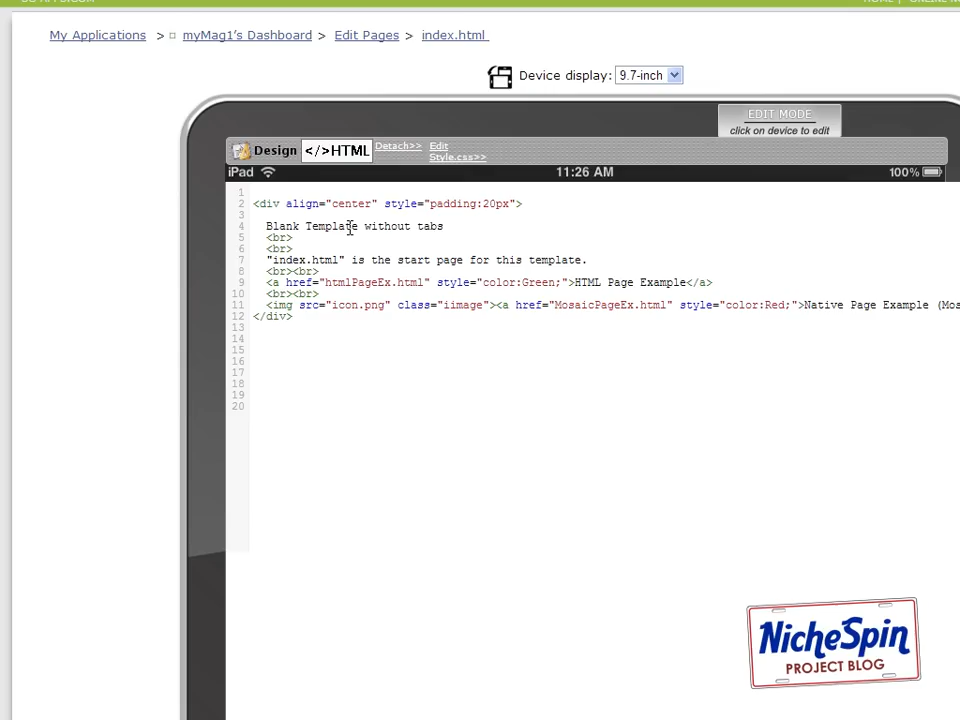 My Applications > myMag1's Dashboard > Edit Pages > index.html
Device display: 9.7-inch
EDIT MODE
click on device to edit
Design </>HTML Detach>> Edit
Style.css>>
iPad 11:26 AM 100%
1
2 <div align="center" style="padding:20px">
3
4 Blank Template without tabs
5 <br>
6 <br>
7 "index.html" is the start page for this template.
8 <br><br>
9 <a href="htmlPageEx.html" style="color:Green;">HTML Page Example</a>
10 <br><br>
11 <img src="icon.png" class="iimage"><a href="MosaicPageEx.html" style="color:Red;">Native Page Example (Mos
12 </div>
13
14
15
16
17
18
19
20
NicheSpin
PROJECT BLOG